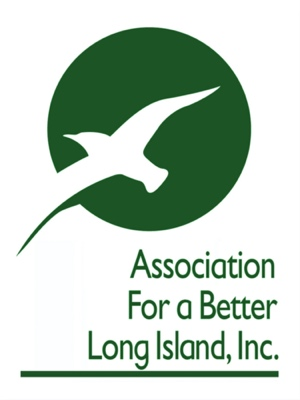 Association
For a Better
Long Island, Inc.